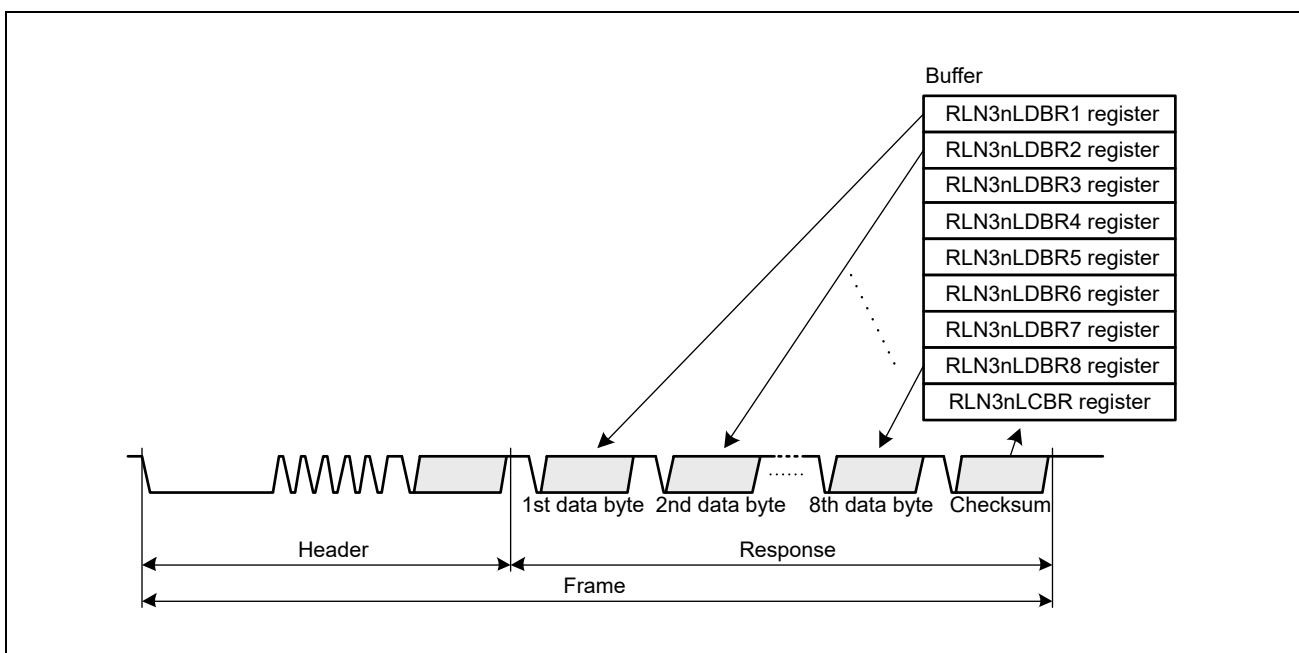 Buffer
RLN3nLDBR1 register
RLN3nLDBR2 register
RLN3nLDBR3 register
RLN3nLDBR4 register
RLN3nLDBR5 register
RLN3nLDBR6 register
RLN3nLDBR7 register
RLN3nLDBR8 register
RLN3nLCBR register
1st data byte 2nd data byte 8th data byte Checksum
Header Response
Frame